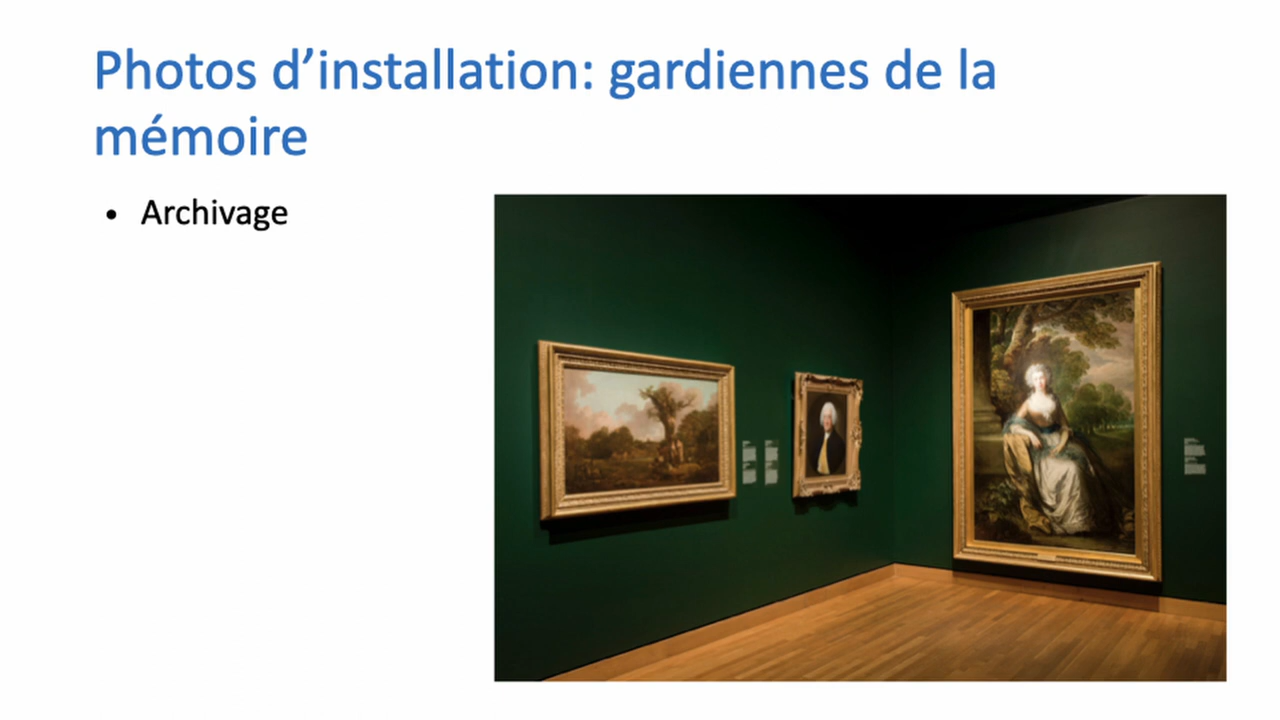 Photos d’installation: gardiennes de la
mémoire
• Archivage